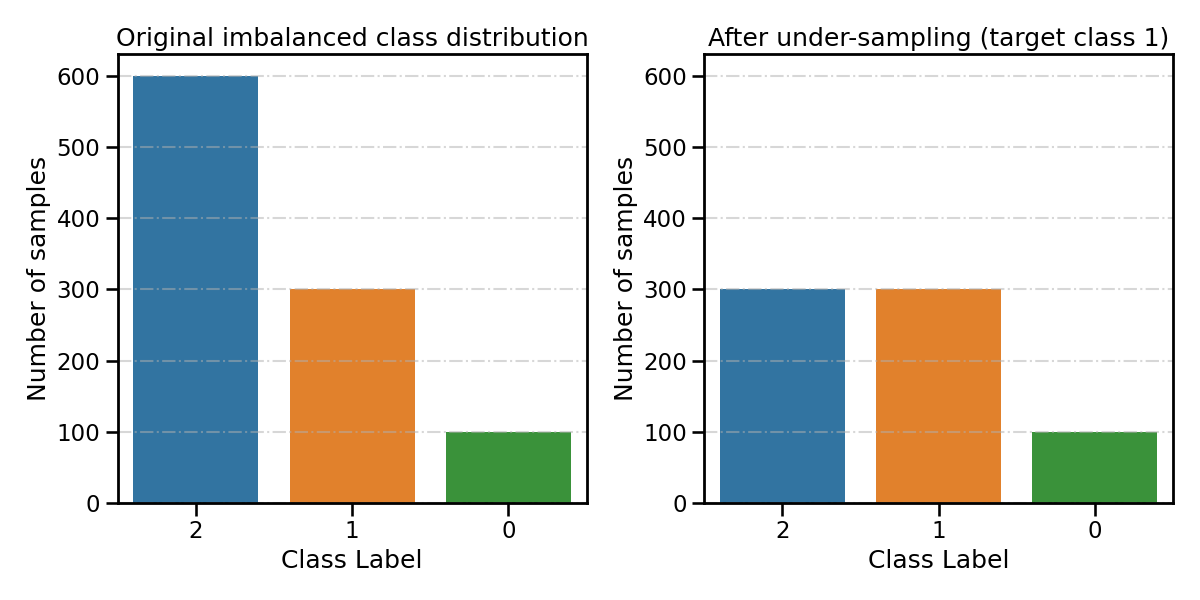 Original imbalanced class distribution
600
500
400
300
200
100
0
Number of samples
2 1 0
Class Label
After under-sampling (target class 1)
600
500
400
300
200
100
0
Number of samples
2 1 0
Class Label